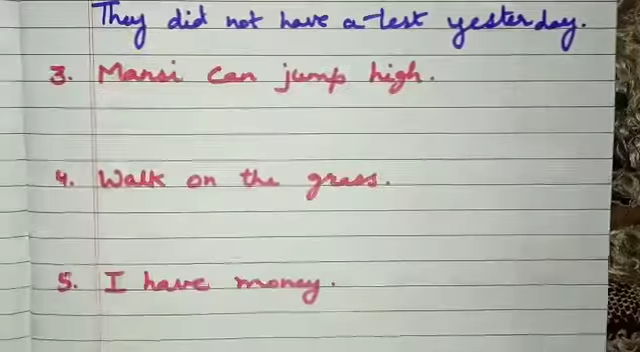 They did not have a test yesterday.
3. Mansi can jump high.
4. Walk on the grass.
5. I have money.